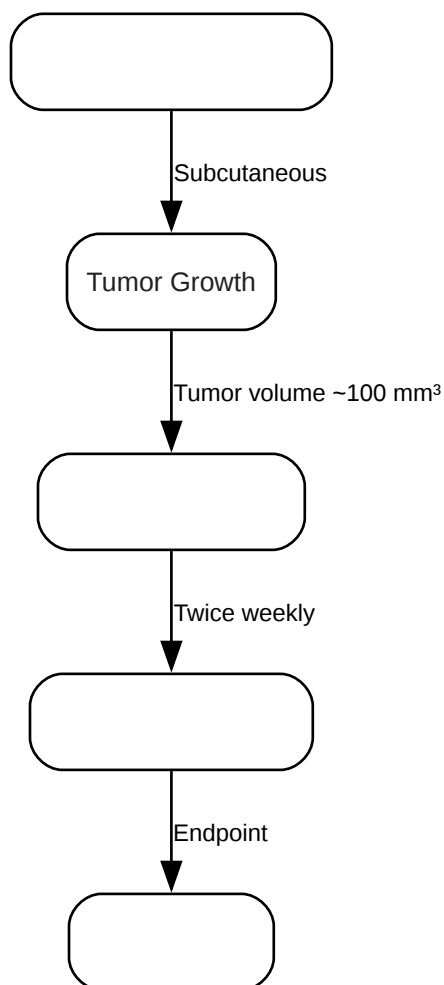 Subcutaneous
Tumor Growth
Tumor volume ~100 mm³
Twice weekly
Endpoint